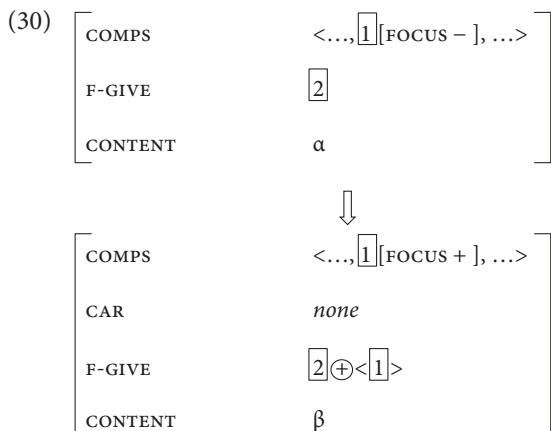 (30) COMPS <…, 1 [FOCUS − ], …>
F-GIVE 2
CONTENT α
⇓
COMPS <…, 1 [FOCUS + ], …>
CAR none
F-GIVE 2 ⊕ < 1 >
CONTENT β